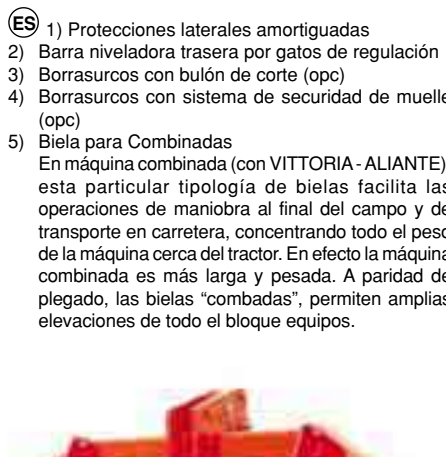 ES 1) Protecciones laterales amortiguadas
2) Barra niveladora trasera por gatos de regulación
3) Borrasurcos con bulón de corte (opc)
4) Borrasurcos con sistema de securidad de muelle
(opc)
5) Biela para Combinadas
En máquina combinada (con VITTORIA - ALIANTE)
esta particular tipología de bielas facilita las
operaciones de maniobra al final del campo y de
transporte en carretera, concentrando todo el peso
de la máquina cerca del tractor. En efecto la máquina
combinada es más larga y pesada. A paridad de
plegado, las bielas “combadas”, permiten amplias
elevaciones de todo el bloque equipos.